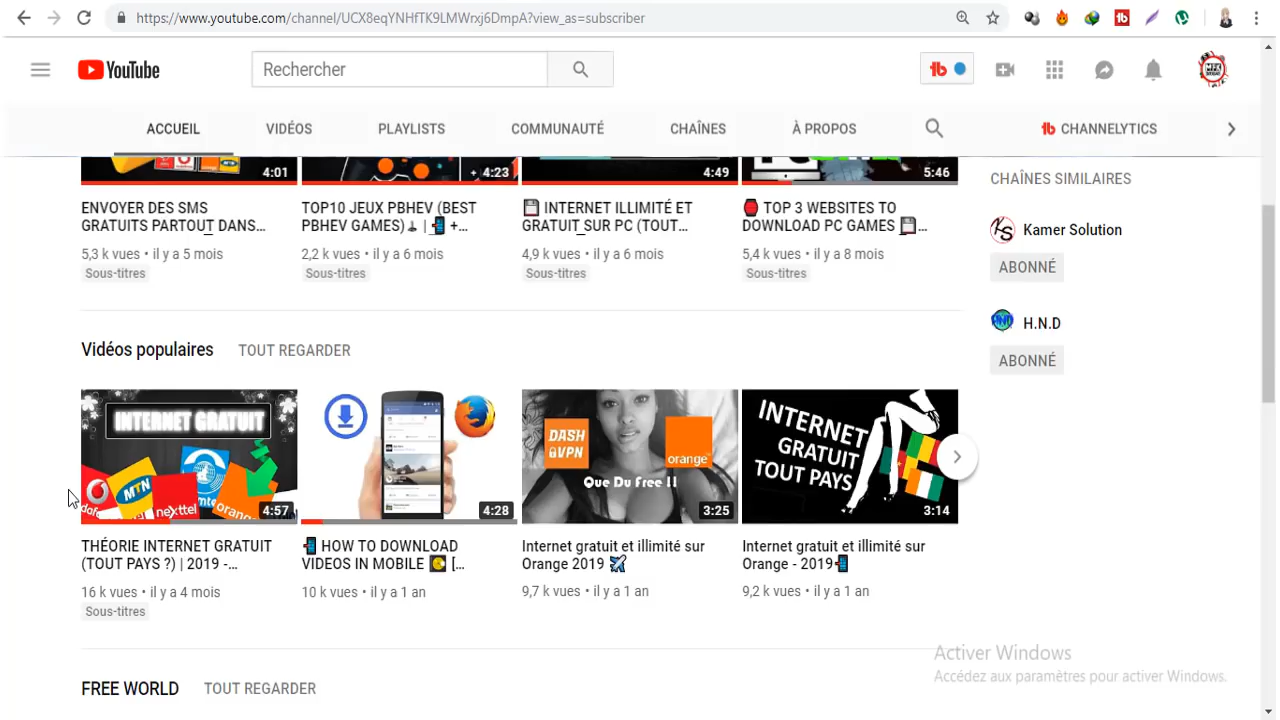 https://www.youtube.com/channel/UCX8eqYNHfTK9LMWrxj6DmpA?view_as=subscriber
YouTube
Rechercher
ACCUEIL VIDÉOS PLAYLISTS COMMUNAUTÉ CHAÎNES À PROPOS CHANNELYTICS
4:01
+ 4:23
4:49
5:46
ENVOYER DES SMS
GRATUITS PARTOUT DANS...
5,3 k vues • il y a 5 mois
Sous-titres
TOP10 JEUX PBHEV (BEST
PBHEV GAMES)🕹 | 📲 +...
2,2 k vues • il y a 6 mois
Sous-titres
💾 INTERNET ILLIMITÉ ET
GRATUIT SUR PC (TOUT...
4,9 k vues • il y a 6 mois
Sous-titres
TOP 3 WEBSITES TO
DOWNLOAD PC GAMES 💾...
5,4 k vues • il y a 8 mois
Sous-titres
CHAÎNES SIMILAIRES
Kamer Solution
ABONNÉ
H.N.D
ABONNÉ
Vidéos populaires TOUT REGARDER
INTERNET GRATUIT
MTN
nexttel
orange
4:57
THÉORIE INTERNET GRATUIT
(TOUT PAYS ?) | 2019 -...
16 k vues • il y a 4 mois
Sous-titres
4:28
📲 HOW TO DOWNLOAD
VIDEOS IN MOBILE 📀 [...
10 k vues • il y a 1 an
DASH
VPN
orange
Que Du Free !!
3:25
Internet gratuit et illimité sur
Orange 2019 ✈
9,7 k vues • il y a 1 an
INTERNET
GRATUIT
TOUT PAYS
3:14
Internet gratuit et illimité sur
Orange - 2019📲
9,2 k vues • il y a 1 an
FREE WORLD TOUT REGARDER
Activer Windows
Accédez aux paramètres pour activer Windows.